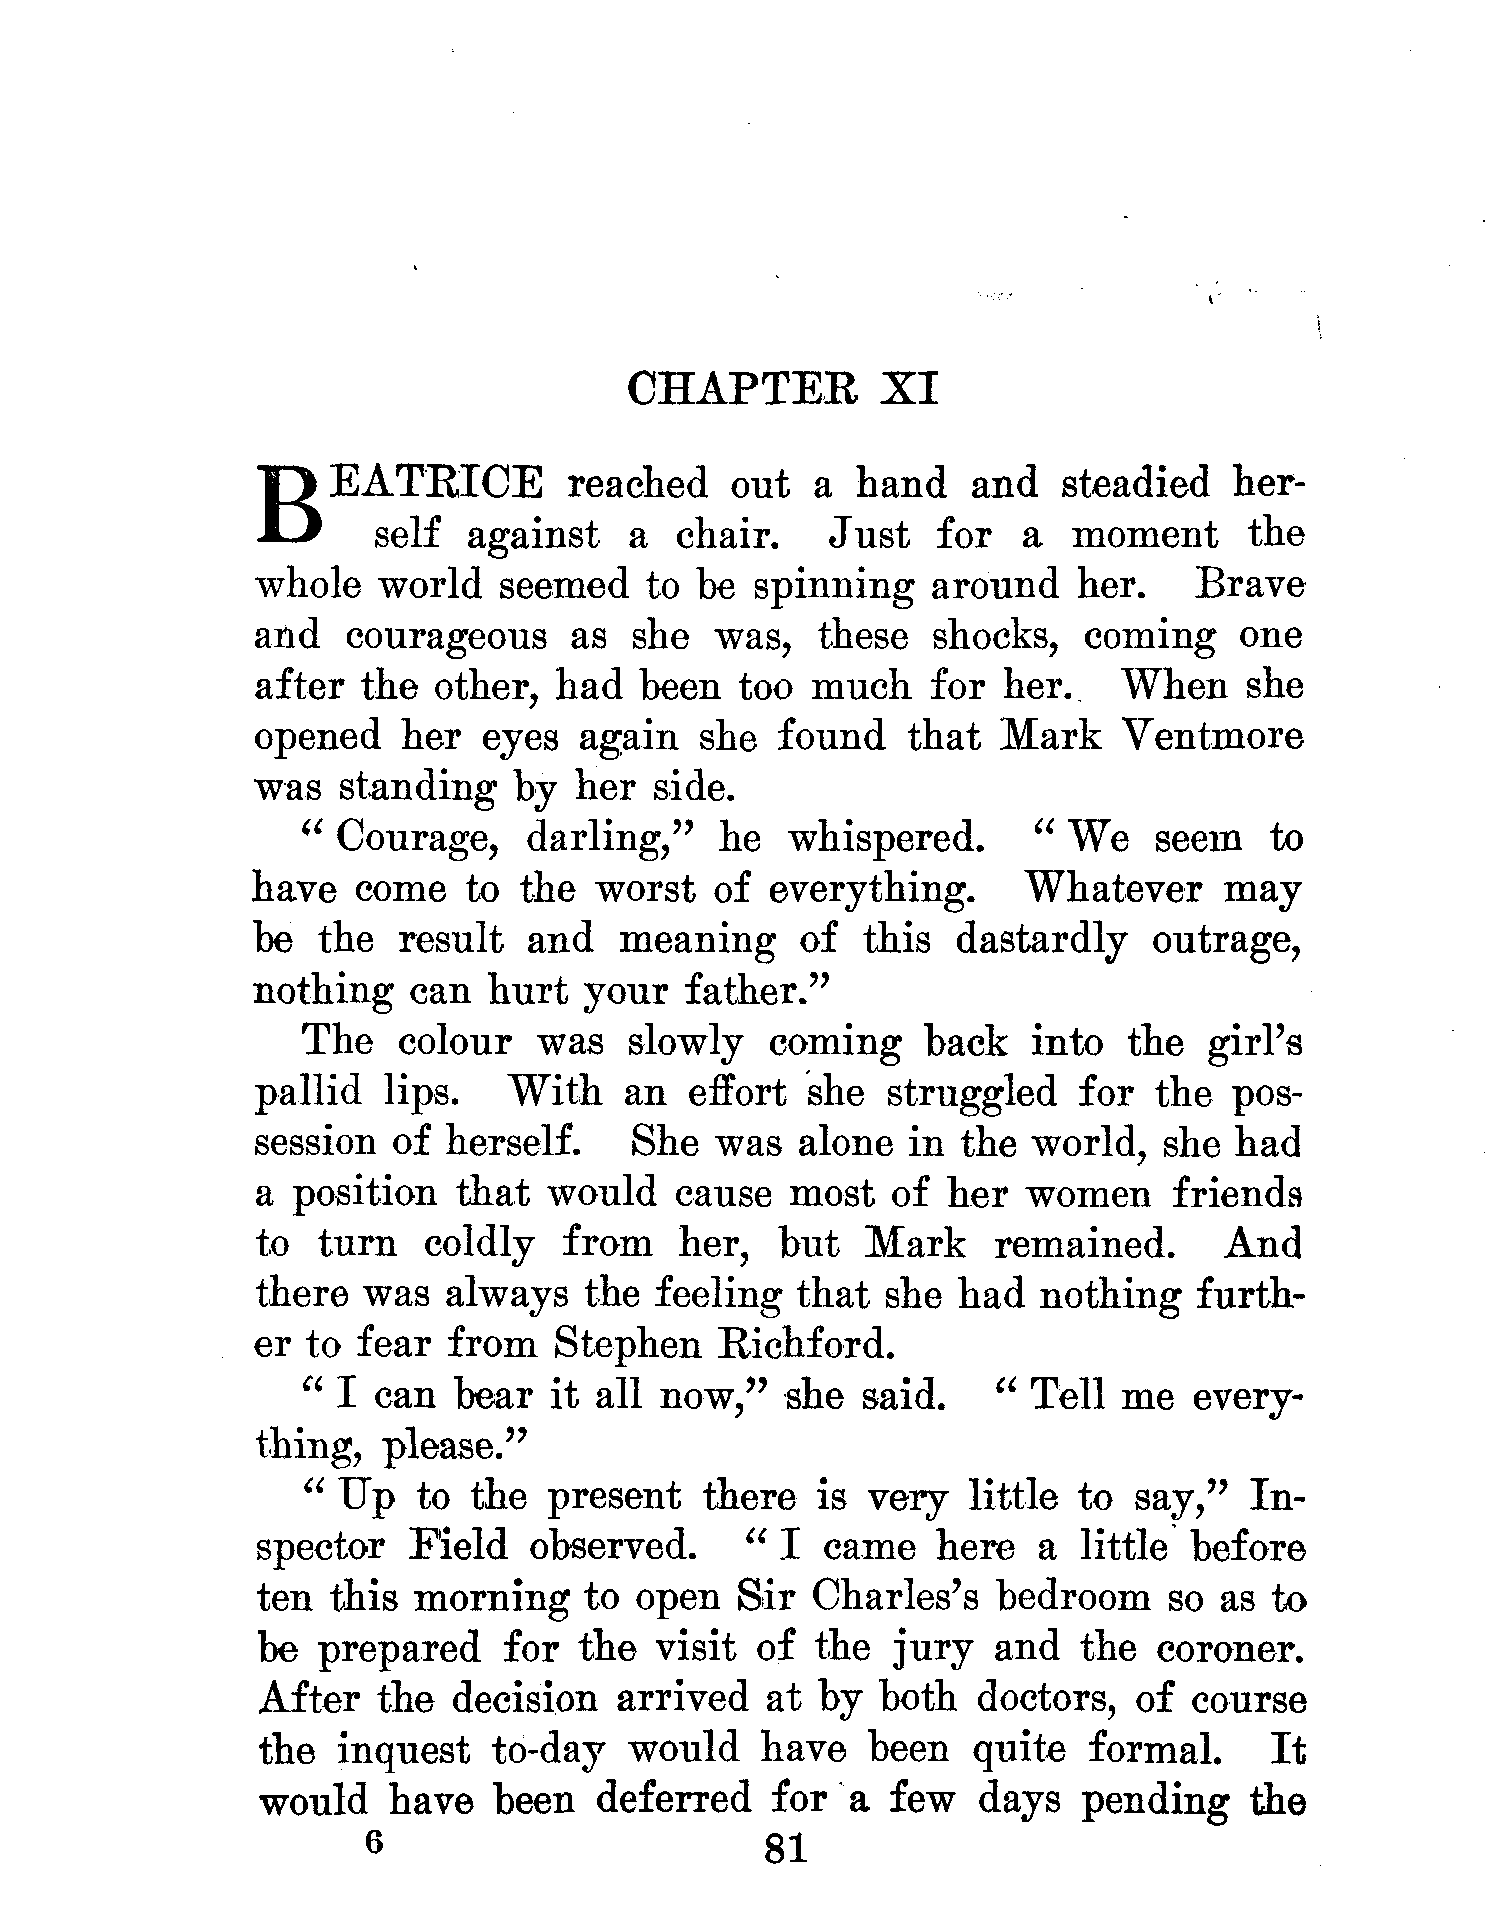 CHAPTER XI
BEATRICE reached out a hand and steadied her-
self against a chair. Just for a moment the
whole world seemed to be spinning around her. Brave
and courageous as she was, these shocks, coming one
after the other, had been too much for her. When she
opened her eyes again she found that Mark Ventmore
was standing by her side.
“ Courage, darling,” he whispered. “ We seem to
have come to the worst of everything. Whatever may
be the result and meaning of this dastardly outrage,
nothing can hurt your father.”
The colour was slowly coming back into the girl’s
pallid lips. With an effort she struggled for the pos-
session of herself. She was alone in the world, she had
a position that would cause most of her women friends
to turn coldly from her, but Mark remained. And
there was always the feeling that she had nothing furth-
er to fear from Stephen Richford.
“ I can bear it all now,” she said. “ Tell me every-
thing, please.”
“ Up to the present there is very little to say,” In-
spector Field observed. “ I came here a little before
ten this morning to open Sir Charles’s bedroom so as to
be prepared for the visit of the jury and the coroner.
After the decision arrived at by both doctors, of course
the inquest to-day would have been quite formal. It
would have been deferred for a few days pending the
6 81